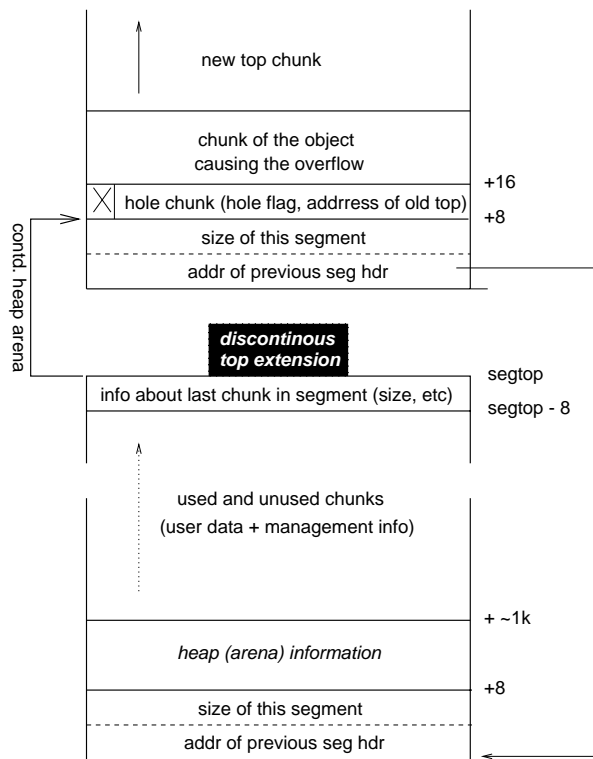 new top chunk
chunk of the object
causing the overflow
+16
hole chunk (hole flag, addrress of old top)
+8
size of this segment
addr of previous seg hdr
contd. heap arena
discontinous
top extension
segtop
info about last chunk in segment (size, etc)
segtop - 8
used and unused chunks
(user data + management info)
+ ~1k
heap (arena) information
+8
size of this segment
addr of previous seg hdr